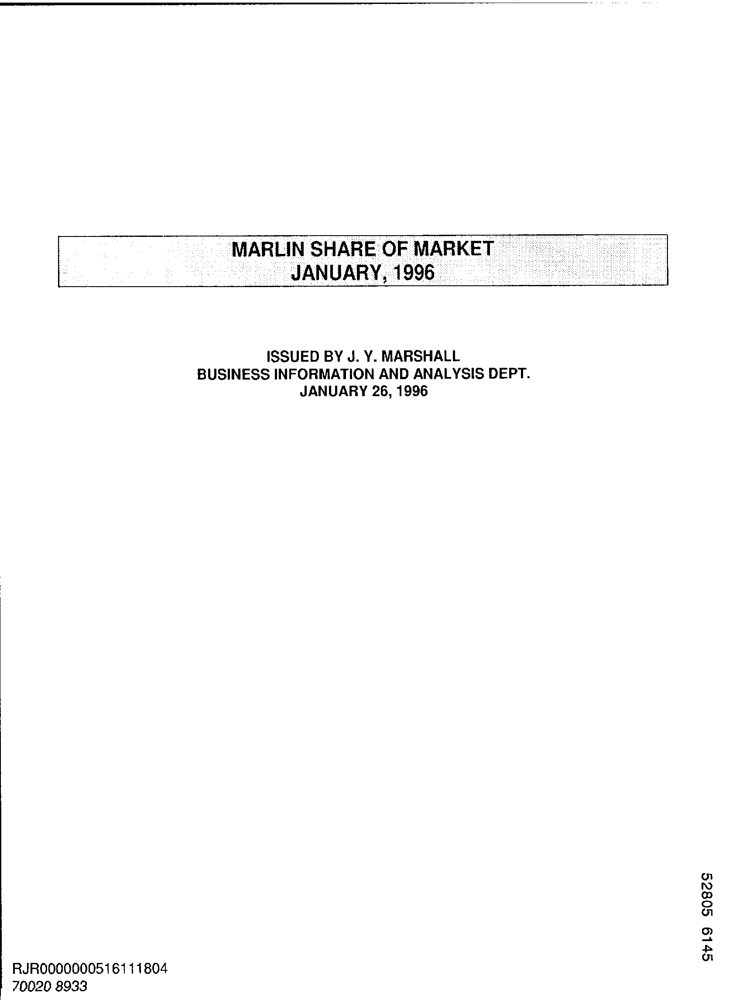 MARLIN SHARE OF MARKET
JANUARY, 1996
ISSUED BY J. Y. MARSHALL
BUSINESS INFORMATION AND ANALYSIS DEPT.
JANUARY 26, 1996
52805 6145
RJR0000000516111804
70020 8933